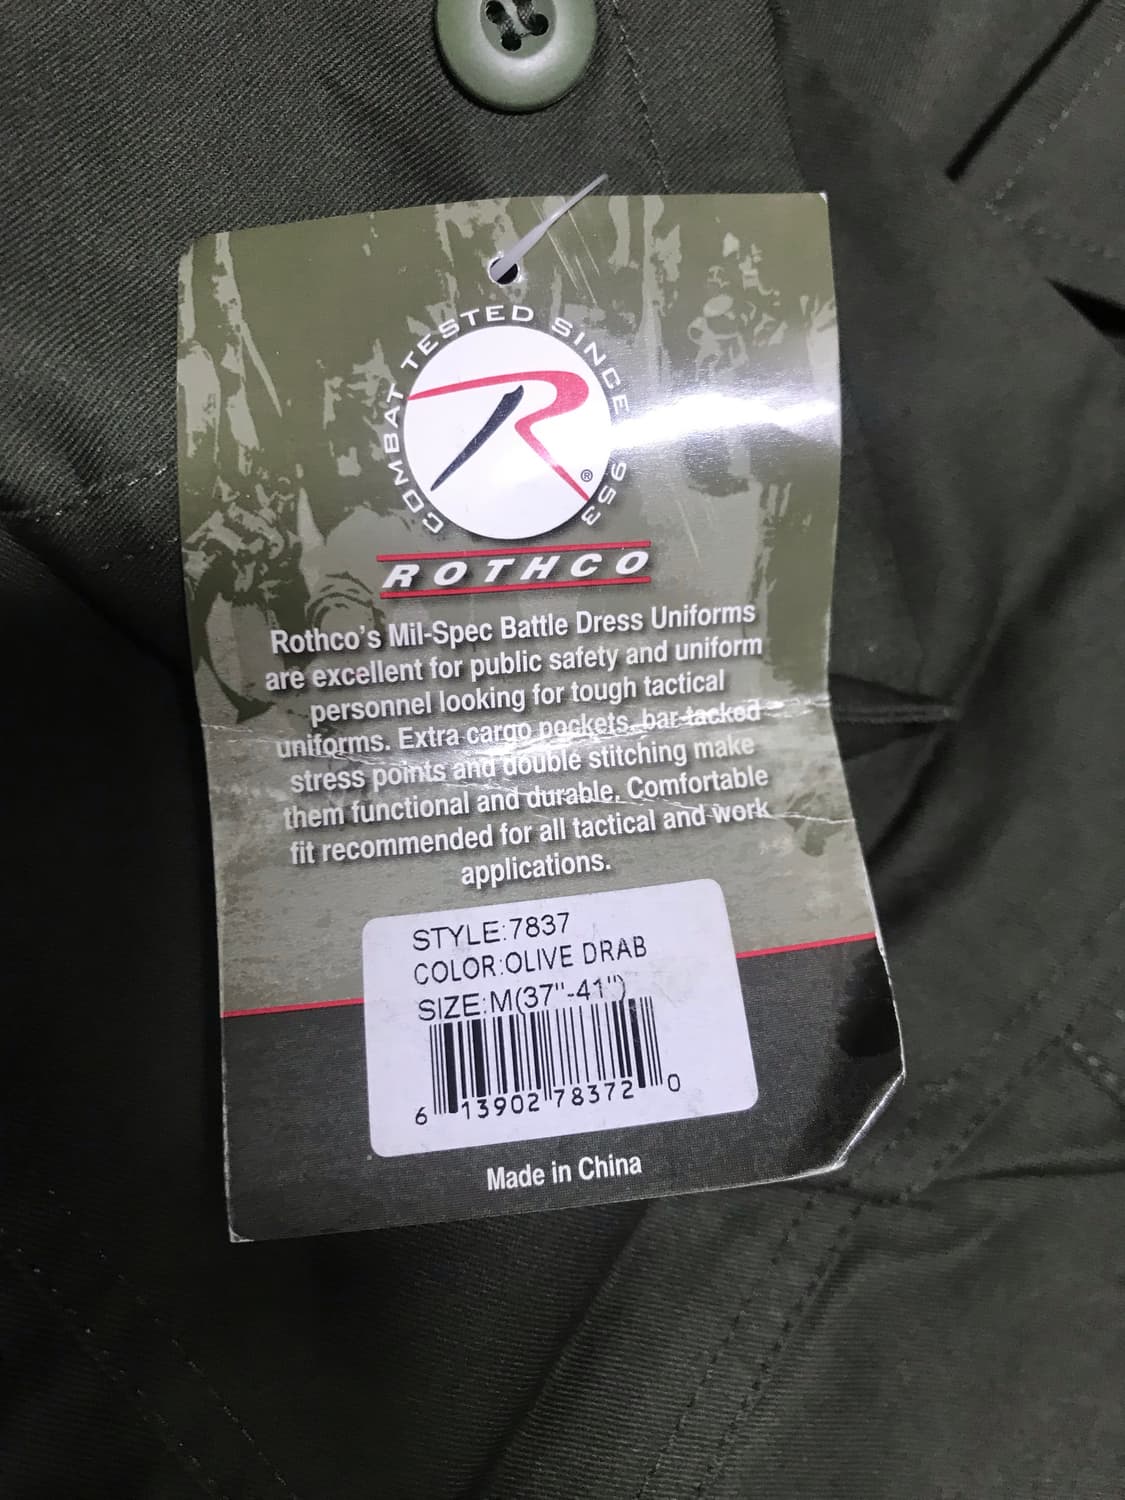 COMBAT TESTED SINCE 1953
R®
ROTHCO
Rothco's Mil-Spec Battle Dress Uniforms
are excellent for public safety and uniform
personnel looking for tough tactical
uniforms. Extra cargo pockets, bar tacked
stress points and double stitching make
them functional and durable. Comfortable
fit recommended for all tactical and work
applications.
STYLE:7837
COLOR:OLIVE DRAB
SIZE:M(37"-41")
6 13902 78372 0
Made in China